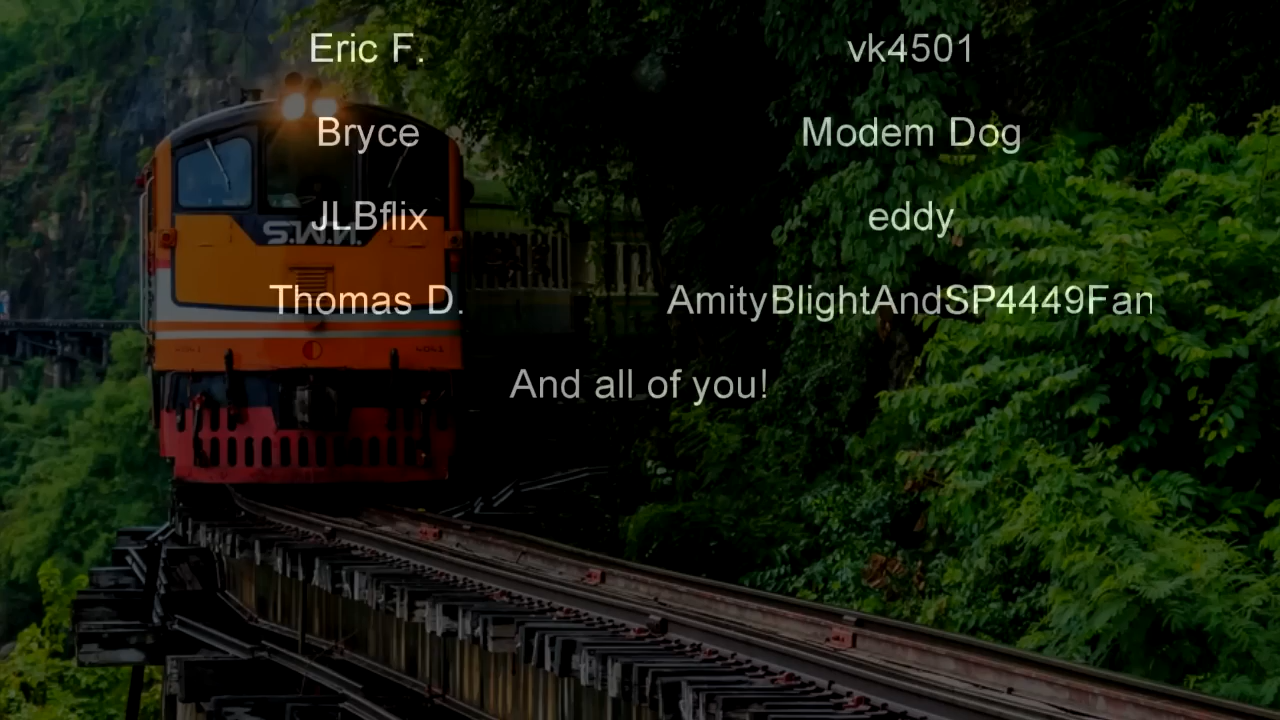 Eric F. vk4501
Bryce Modem Dog
JLBflix eddy
Thomas D. AmityBlightAndSP4449Fan
And all of you!